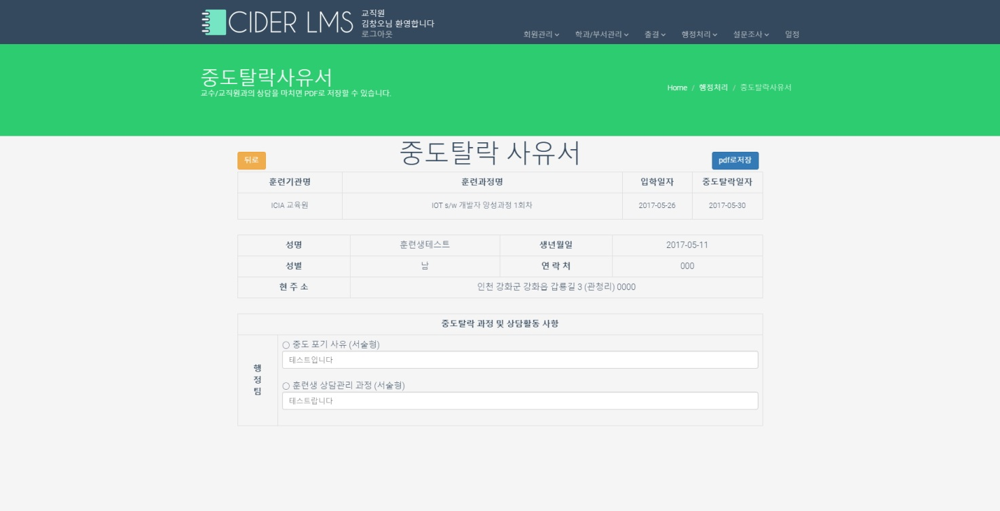 CIDER LMS
교직원
김창오님 환영합니다
로그아웃
회원관리 학과/부서관리 출결 행정처리 설문조사 일정
중도탈락사유서
교수/교직원과의 상담을 마치면 PDF로 저장할 수 있습니다.
Home / 행정처리 / 중도탈락사유서
뒤로
중도탈락 사유서
pdf로저장
훈련기관명 훈련과정명 입학일자 중도탈락일자
ICIA 교육원 IOT s/w 개발자 양성과정 1회차 2017-05-26 2017-05-30
성명 훈련생테스트 생년월일 2017-05-11
성별 남 연 락 처 000
현 주 소 인천 강화군 강화읍 갑룡길 3 (관청리) 0000
중도탈락 과정 및 상담활동 사항
행
정
팀
○ 중도 포기 사유 (서술형)
테스트입니다
○ 훈련생 상담관리 과정 (서술형)
테스트랍니다